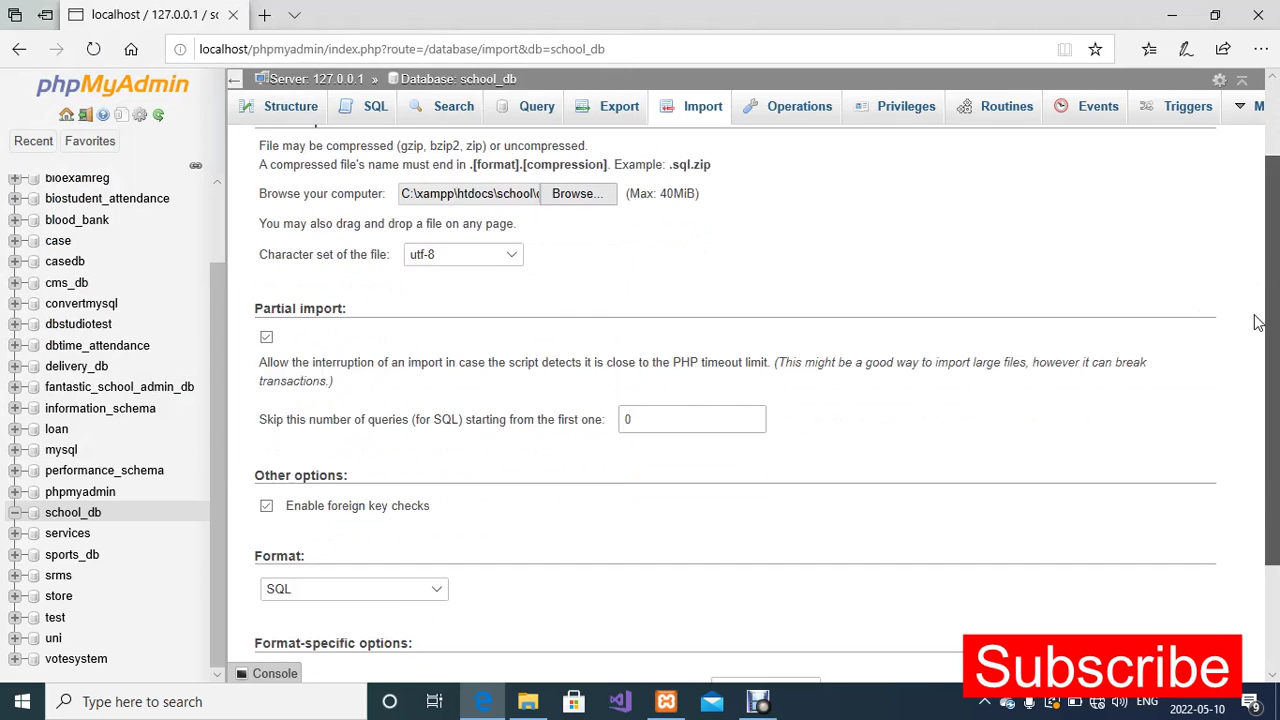 localhost / 127.0.0.1 / sc
localhost/phpmyadmin/index.php?route=/database/import&db=school_db
phpMyAdmin
Server: 127.0.0.1 » Database: school_db
Structure SQL Search Query Export Import Operations Privileges Routines Events Triggers M
Recent Favorites
bioexamreg
biostudent_attendance
blood_bank
case
casedb
cms_db
convertmysql
dbstudiotest
dbtime_attendance
delivery_db
fantastic_school_admin_db
information_schema
loan
mysql
performance_schema
phpmyadmin
school_db
services
sports_db
srms
store
test
uni
votesystem
File may be compressed (gzip, bzip2, zip) or uncompressed.
A compressed file's name must end in .[format].[compression]. Example: .sql.zip
Browse your computer: C:\xampp\htdocs\school\ Browse... (Max: 40MiB)
You may also drag and drop a file on any page.
Character set of the file: utf-8
Partial import:
Allow the interruption of an import in case the script detects it is close to the PHP timeout limit. (This might be a good way to import large files, however it can break
transactions.)
Skip this number of queries (for SQL) starting from the first one: 0
Other options:
Enable foreign key checks
Format:
SQL
Format-specific options:
Console
Subscribe
Type here to search
ENG
2022-05-10
9